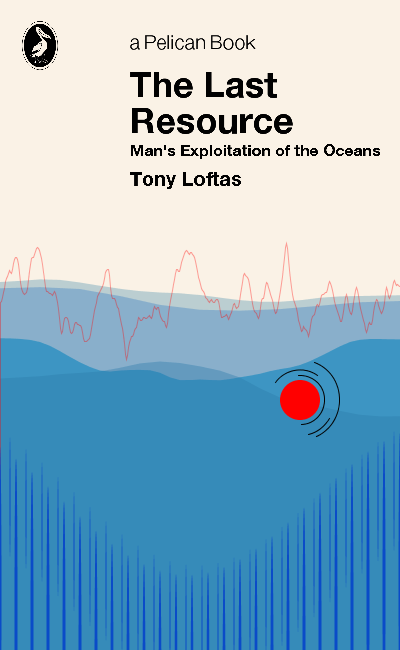 a Pelican Book
The Last
Resource
Man's Exploitation of the Oceans
Tony Loftas